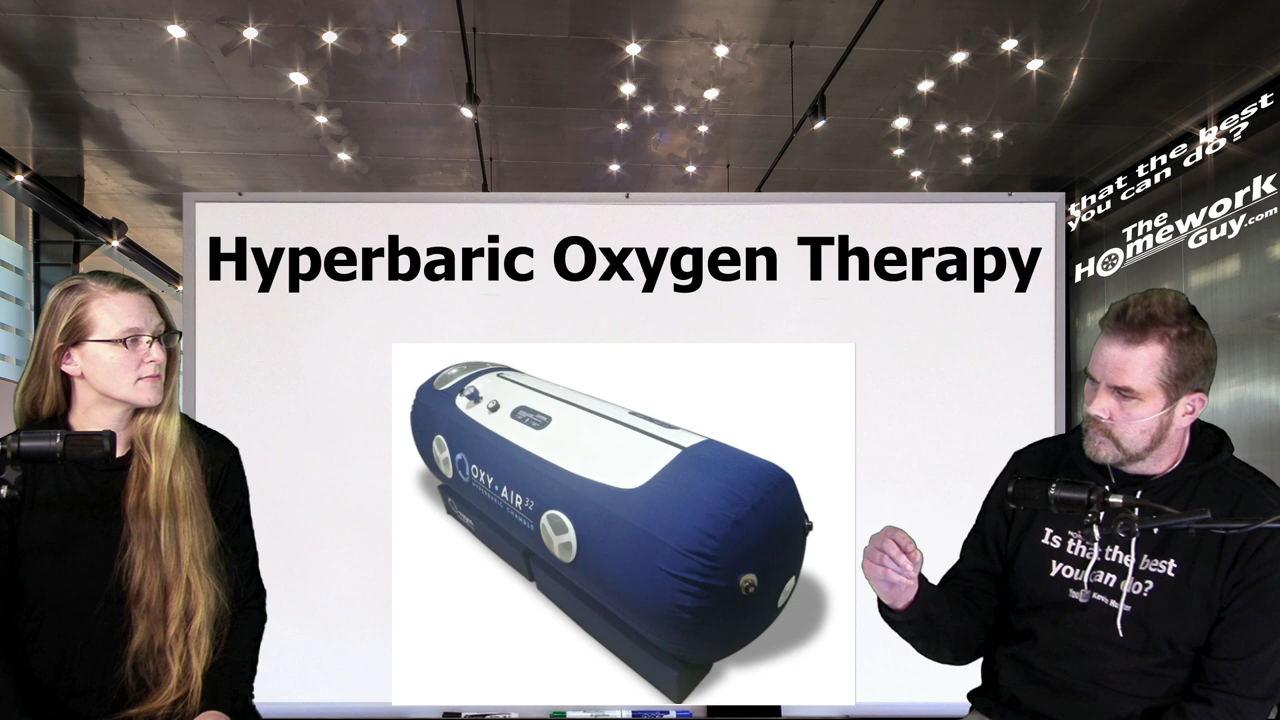 that the best
you can do?
The
Homework
Guy.com
Hyperbaric Oxygen Therapy
OXY AIR 32
HYPERBARIC CHAMBER
Is that the best
you can do?